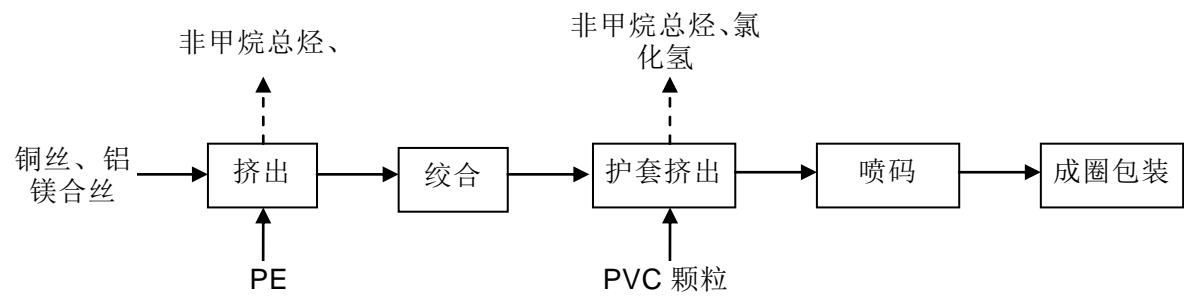 非甲烷总烃、
非甲烷总烃、氯
化氢
铜丝、铝
镁合丝
挤出
绞合
护套挤出
喷码
成圈包装
PE
PVC 颗粒